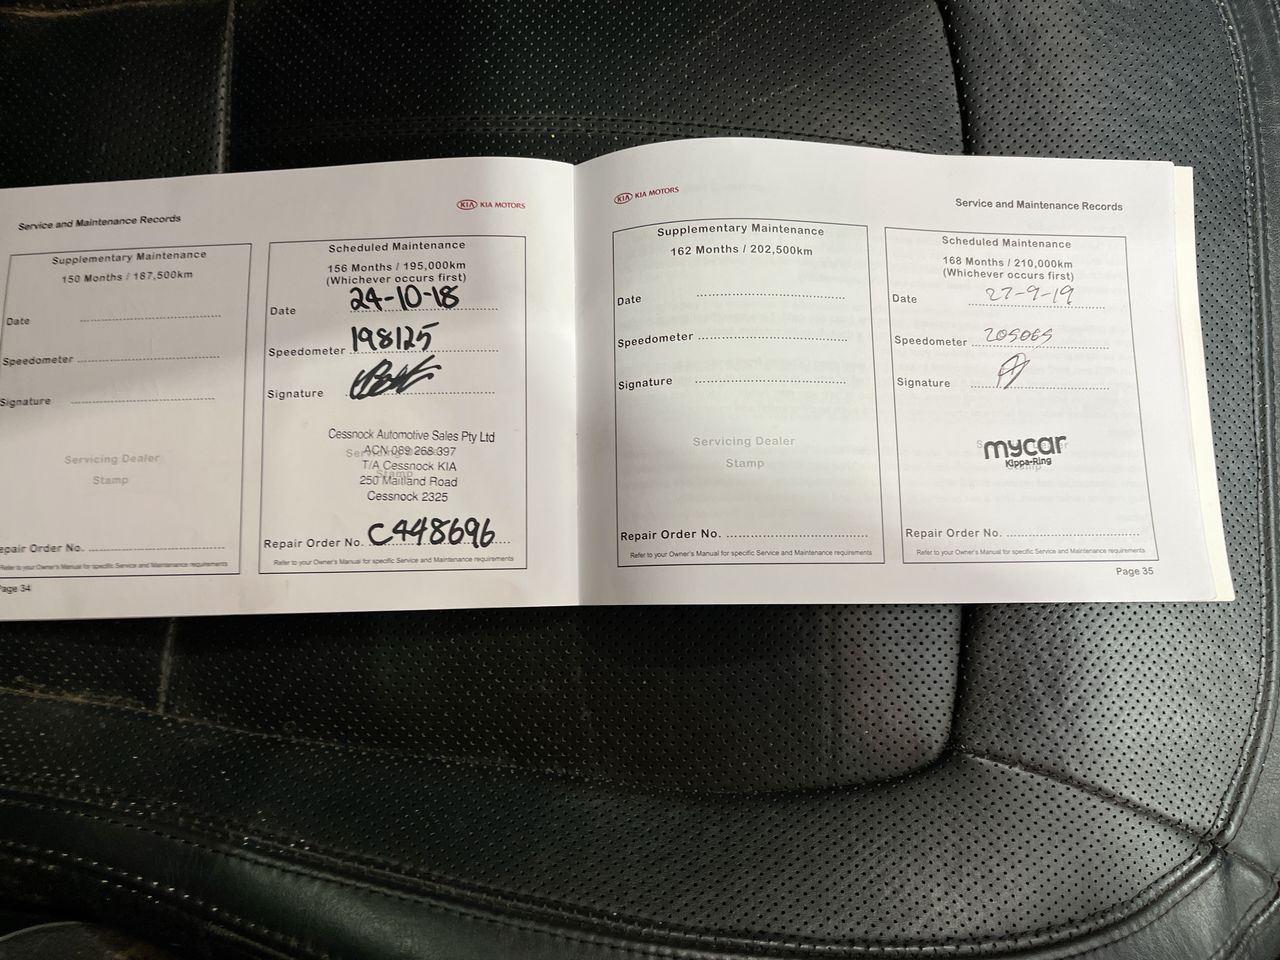 Service and Maintenance Records
KIA KIA MOTORS
Supplementary Maintenance
150 Months / 187,500km
Date
Speedometer
Signature
Servicing Dealer
Stamp
epair Order No.
Refer to your Owner's Manual for specific Service and Maintenance requirements
Page 34
Scheduled Maintenance
156 Months / 195,000km
(Whichever occurs first)
Date 24-10-18
Speedometer 198125
Signature
Cessnock Automotive Sales Pty Ltd
ACN 089 268 397
T/A Cessnock KIA
250 Maitland Road
Cessnock 2325
Repair Order No. C448696
Refer to your Owner's Manual for specific Service and Maintenance requirements
KIA KIA MOTORS
Service and Maintenance Records
Supplementary Maintenance
162 Months / 202,500km
Date
Speedometer
Signature
Servicing Dealer
Stamp
Repair Order No.
Refer to your Owner's Manual for specific Service and Maintenance requirements
Scheduled Maintenance
168 Months / 210,000km
(Whichever occurs first)
Date 27-9-19
Speedometer 205065
Signature
mycar
Kippa-Ring
Repair Order No.
Refer to your Owner's Manual for specific Service and Maintenance requirements
Page 35